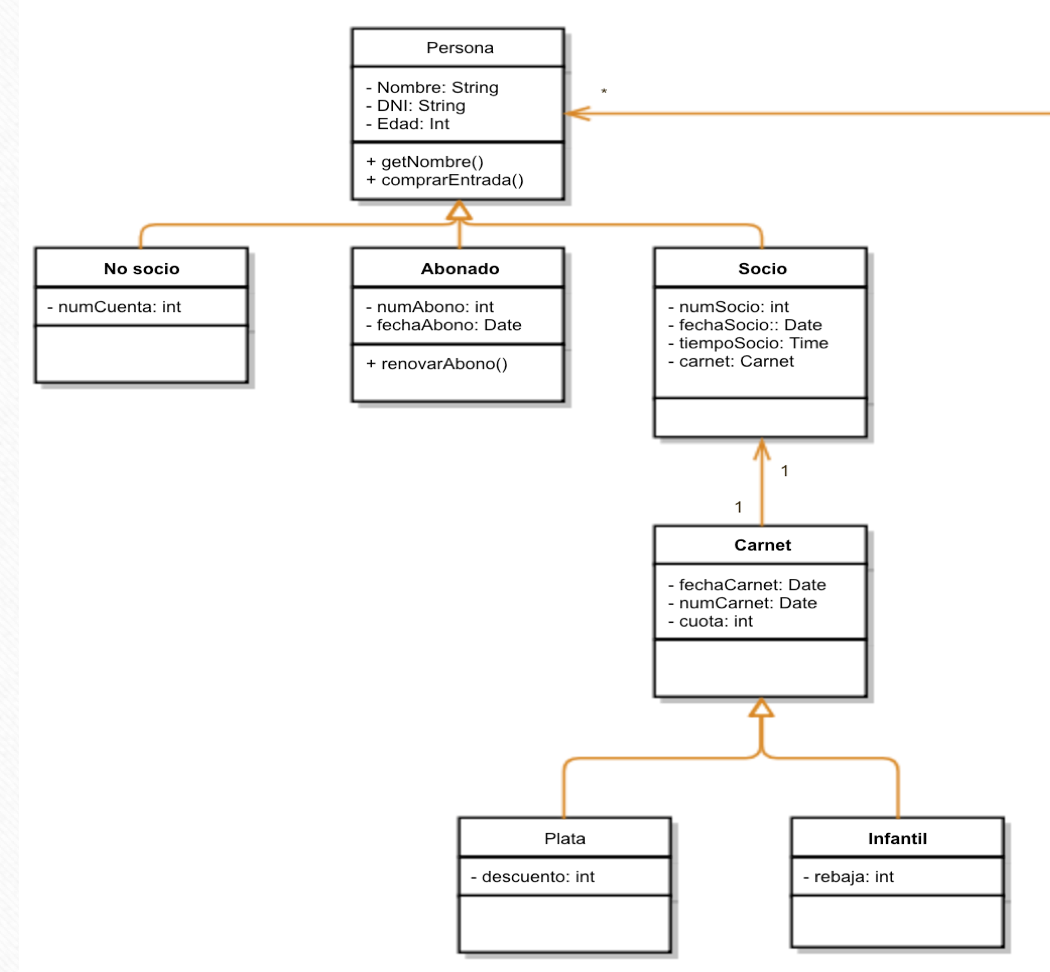 Persona
- Nombre: String
- DNI: String
- Edad: Int
+ getNombre()
+ comprarEntrada()
*
No socio
- numCuenta: int
Abonado
- numAbono: int
- fechaAbono: Date
+ renovarAbono()
Socio
- numSocio: int
- fechaSocio:: Date
- tiempoSocio: Time
- carnet: Carnet
1
1
Carnet
- fechaCarnet: Date
- numCarnet: Date
- cuota: int
Plata
- descuento: int
Infantil
- rebaja: int